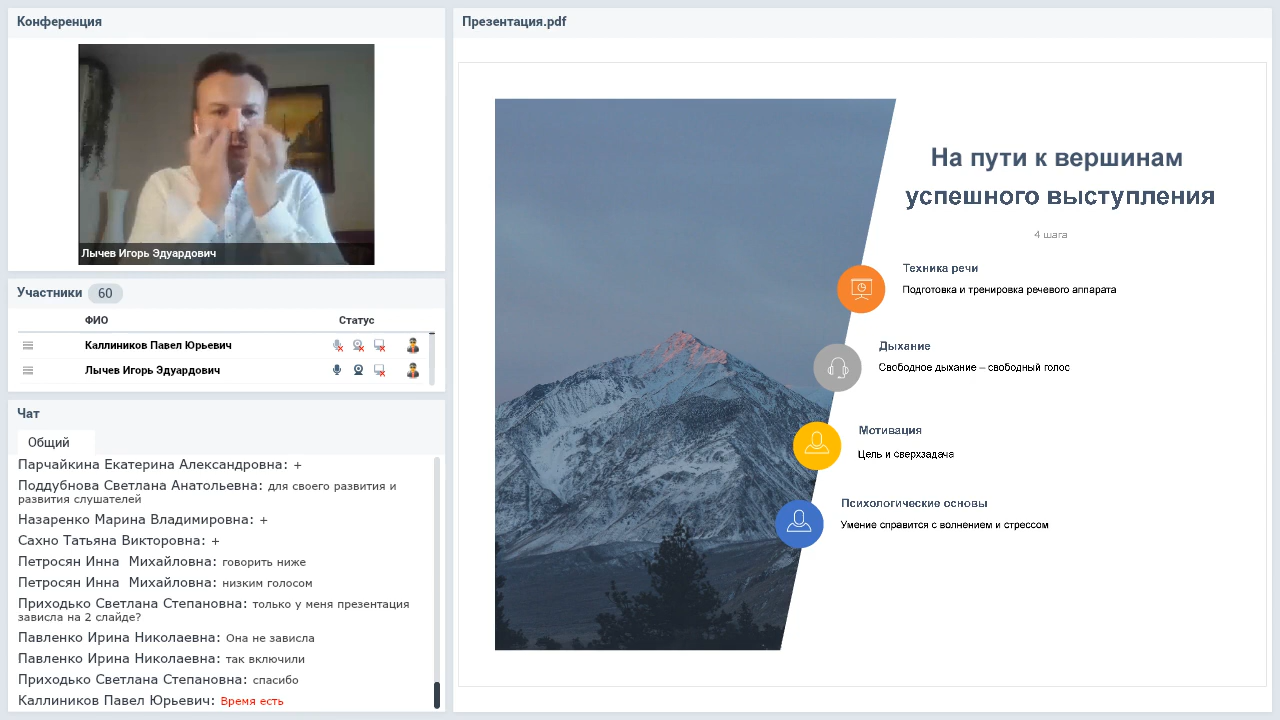 Конференция
Лычев Игорь Эдуардович
Участники 60
ФИО Статус
Каллиников Павел Юрьевич
Лычев Игорь Эдуардович
Чат
Общий
Парчайкина Екатерина Александровна: +
Поддубнова Светлана Анатольевна: для своего развития и
развития слушателей
Назаренко Марина Владимировна: +
Сахно Татьяна Викторовна: +
Петросян Инна Михайловна: говорить ниже
Петросян Инна Михайловна: низким голосом
Приходько Светлана Степановна: только у меня презентация
зависла на 2 слайде?
Павленко Ирина Николаевна: Она не зависла
Павленко Ирина Николаевна: так включили
Приходько Светлана Степановна: спасибо
Каллиников Павел Юрьевич: Время есть
Презентация.pdf
На пути к вершинам
успешного выступления
4 шага
Техника речи
Подготовка и тренировка речевого аппарата
Дыхание
Свободное дыхание – свободный голос
Мотивация
Цель и сверхзадача
Психологические основы
Умение справится с волнением и стрессом